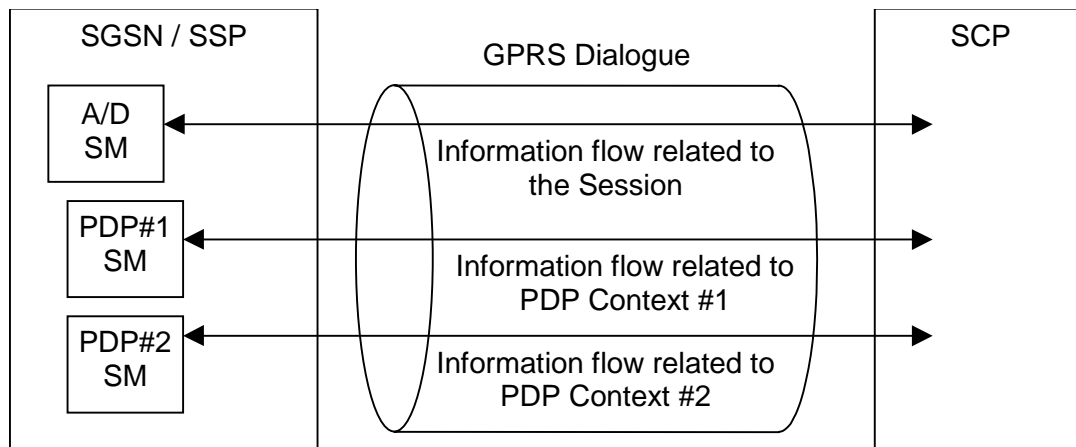 SGSN / SSP
GPRS Dialogue
SCP
A/D
SM
Information flow related to
the Session
PDP#1
SM
Information flow related to
PDP Context #1
PDP#2
SM
Information flow related to
PDP Context #2